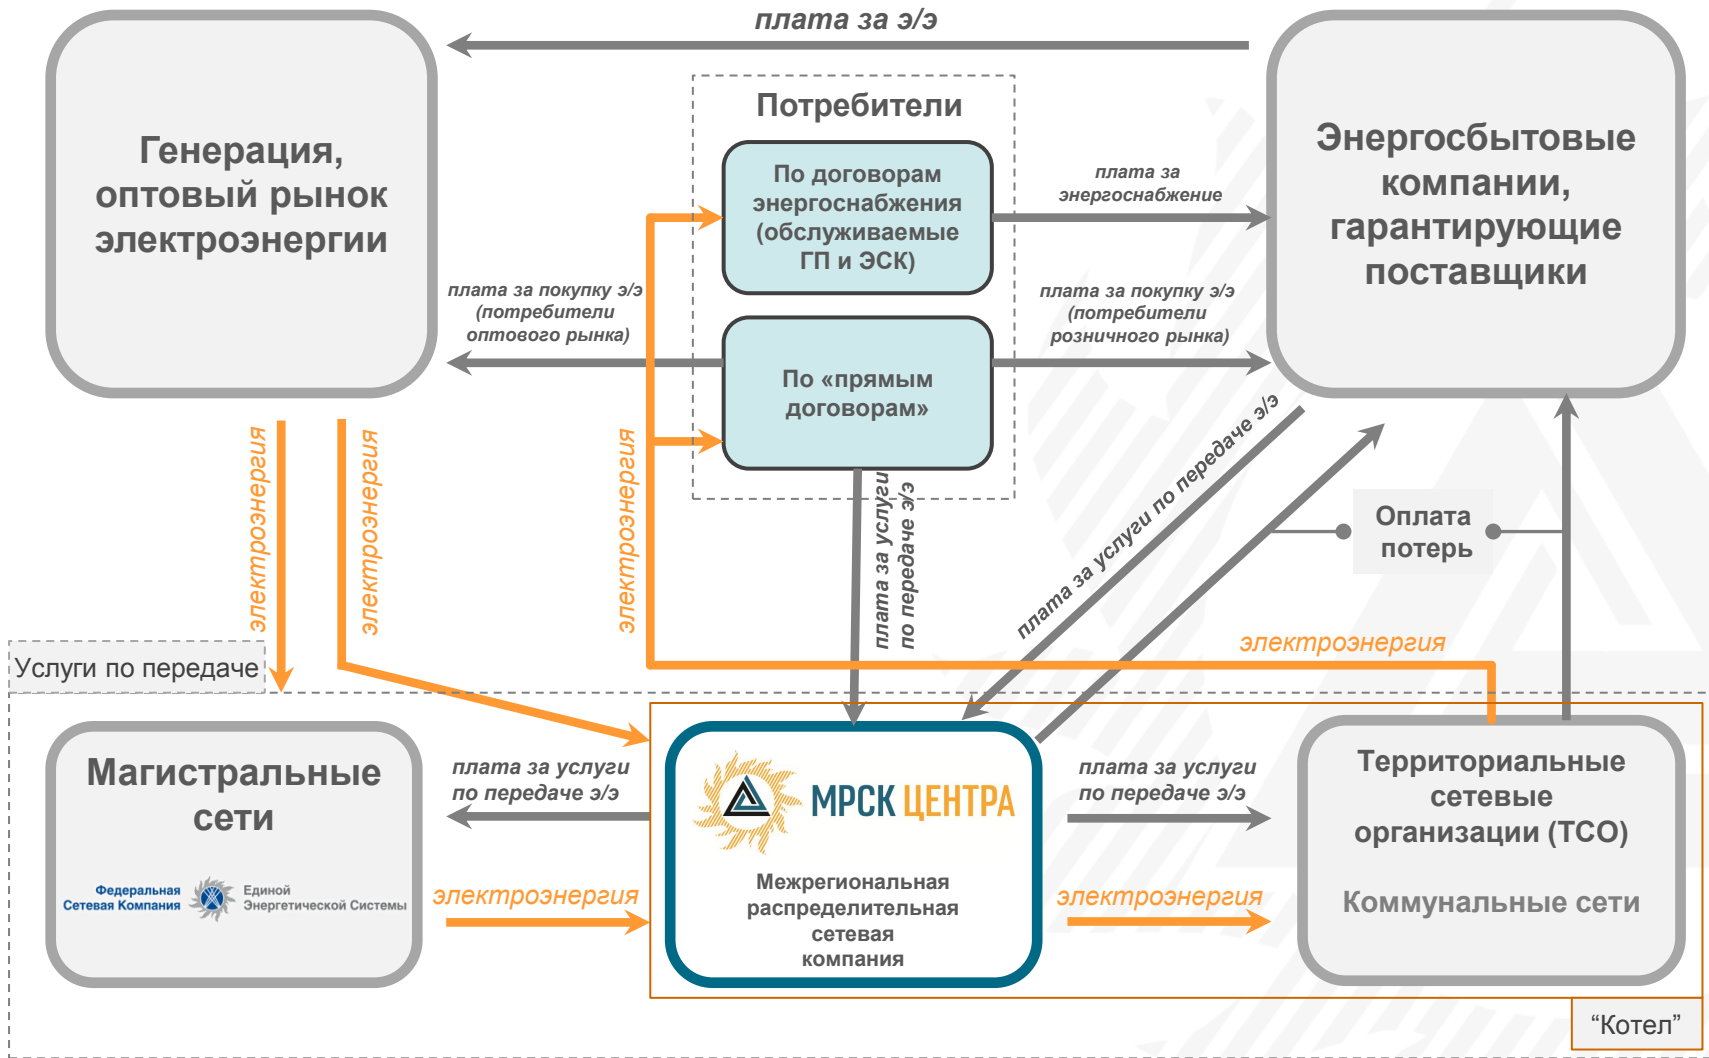 плата за э/э
Генерация,
оптовый рынок
электроэнергии
Потребители
По договорам
энергоснабжения
(обслуживаемые
ГП и ЭСК)
плата за
энергоснабжение
Энергосбытовые
компании,
гарантирующие
поставщики
плата за покупку э/э
(потребители
оптового рынка)
По «прямым
договорам»
плата за покупку э/э
(потребители
розничного рынка)
электроэнергия
электроэнергия
электроэнергия
плата за услуги
по передаче э/э
плата за услуги по передаче э/э
Оплата
потерь
электроэнергия
Услуги по передаче
Магистральные
сети
Федеральная
Сетевая Компания
Единой
Энергетической Системы
плата за услуги
по передаче э/э
электроэнергия
МРСК ЦЕНТРА
Межрегиональная
распределительная
сетевая
компания
плата за услуги
по передаче э/э
электроэнергия
Территориальные
сетевые
организации (ТСО)
Коммунальные сети
“Котел”